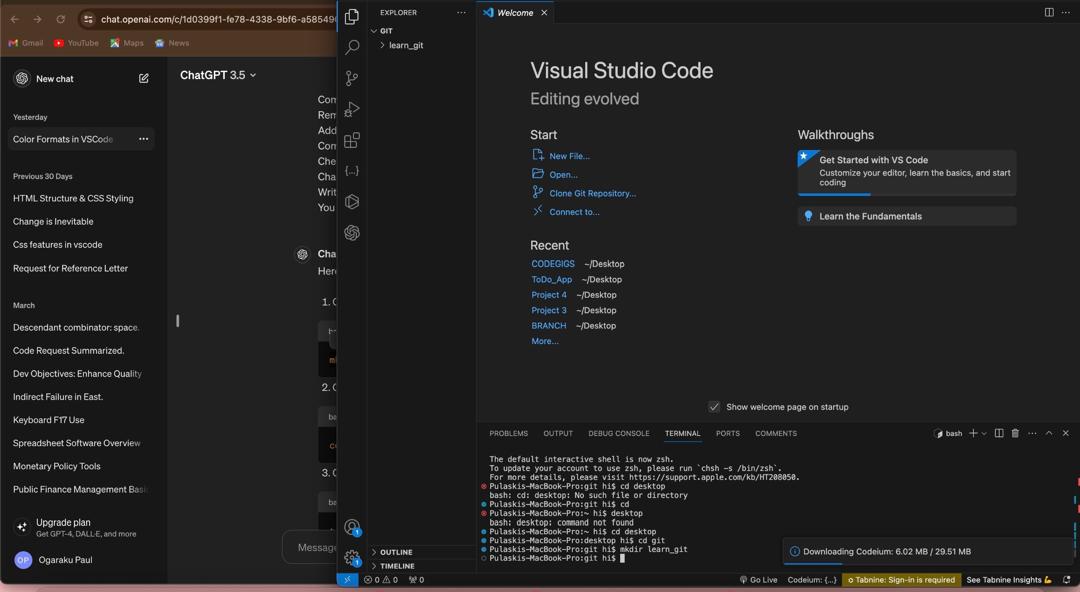 chat.openai.com/c/1d0399f1-fe78-4338-9bf6-a58549
Gmail
YouTube
Maps
News
New chat
ChatGPT 3.5
Yesterday
Color Formats in VSCode
Previous 30 Days
HTML Structure & CSS Styling
Change is Inevitable
Css features in vscode
Request for Reference Letter
March
Descendant combinator: space.
Code Request Summarized.
Dev Objectives: Enhance Quality
Indirect Failure in East.
Keyboard F17 Use
Spreadsheet Software Overview
Monetary Policy Tools
Public Finance Management Basi
Upgrade plan
Get GPT-4, DALL·E, and more
OP
Ogaraku Paul
Com
Rem
Add
Com
Che
Cha
Writ
You
Cha
Here
1. C
2. C
ba
3. C
ba
Message
EXPLORER
GIT
learn_git
OUTLINE
TIMELINE
Welcome
Visual Studio Code
Editing evolved
Start
New File...
Open...
Clone Git Repository...
Connect to...
Recent
CODEGIGS ~/Desktop
ToDo_App ~/Desktop
Project 4 ~/Desktop
Project 3 ~/Desktop
BRANCH ~/Desktop
More...
Walkthroughs
Get Started with VS Code
Customize your editor, learn the basics, and start
coding
Learn the Fundamentals
Show welcome page on startup
PROBLEMS OUTPUT DEBUG CONSOLE TERMINAL PORTS COMMENTS
bash
The default interactive shell is now zsh.
To update your account to use zsh, please run `chsh -s /bin/zsh`.
For more details, please visit https://support.apple.com/kb/HT208050.
Pulaskis-MacBook-Pro:git hi$ cd desktop
bash: cd: desktop: No such file or directory
Pulaskis-MacBook-Pro:git hi$ cd
Pulaskis-MacBook-Pro:~ hi$ desktop
bash: desktop: command not found
Pulaskis-MacBook-Pro:~ hi$ cd desktop
Pulaskis-MacBook-Pro:desktop hi$ cd git
Pulaskis-MacBook-Pro:git hi$ mkdir learn_git
Pulaskis-MacBook-Pro:git hi$
Downloading Codeium: 6.02 MB / 29.51 MB
1
1
0 0 0
Go Live
Codeium: {...}
Tabnine: Sign-in is required
See Tabnine Insights